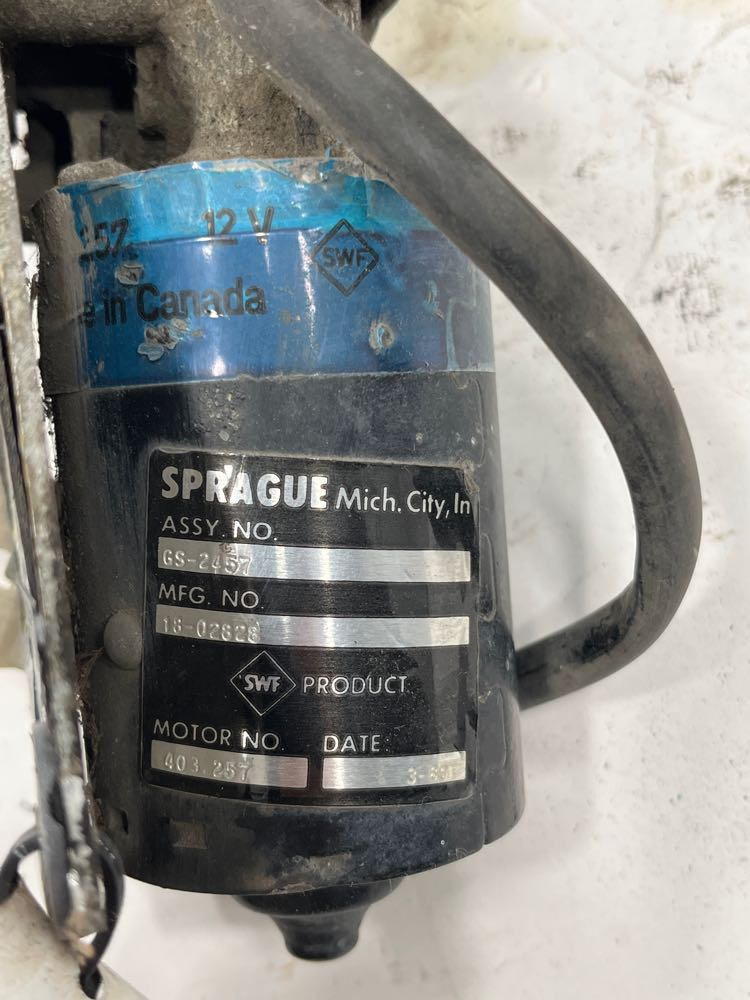 257. 12 V SWF
in Canada
SPRAGUE Mich. City, In
ASSY. NO.
GS-2457
MFG. NO.
18-02828
SWF PRODUCT
MOTOR NO. DATE:
403.257